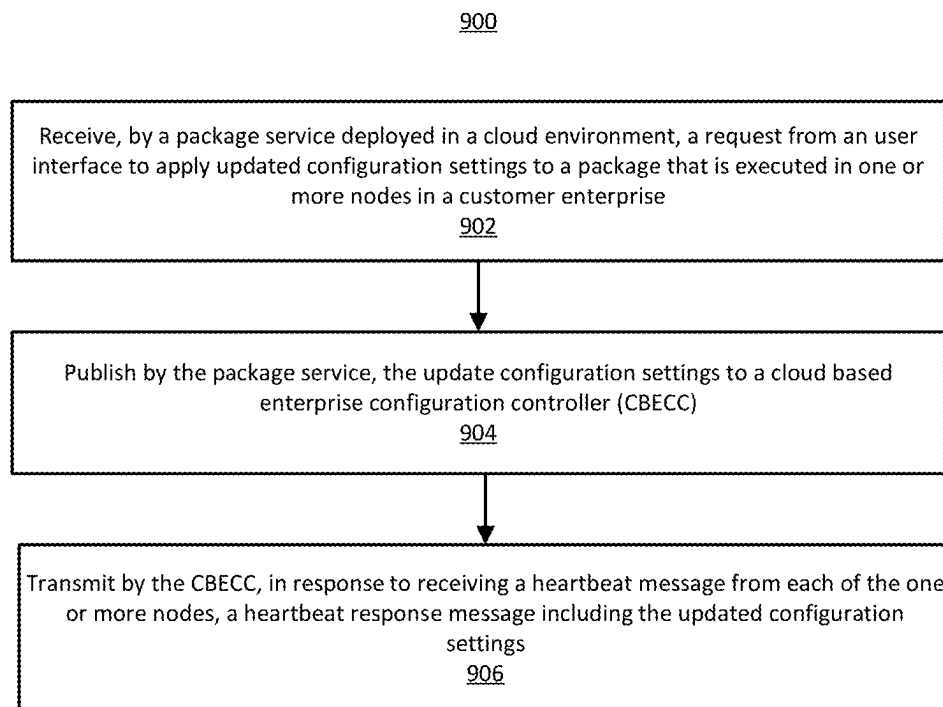 900
Receive, by a package service deployed in a cloud environment, a request from an user
interface to apply updated configuration settings to a package that is executed in one or
more nodes in a customer enterprise
902
Publish by the package service, the update configuration settings to a cloud based
enterprise configuration controller (CBECC)
904
Transmit by the CBECC, in response to receiving a heartbeat message from each of the one
or more nodes, a heartbeat response message including the updated configuration
settings
906